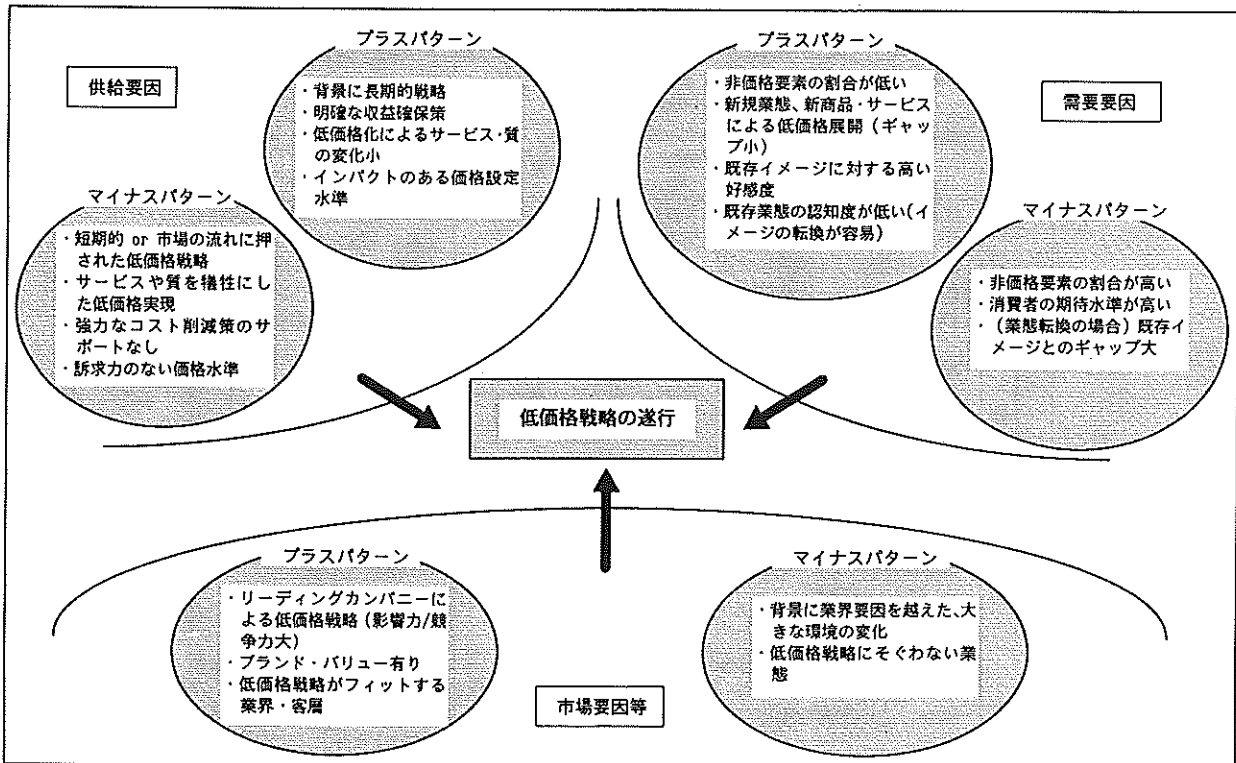 供給要因
プラスパターン
・背景に長期的戦略
・明確な収益確保策
・低価格化によるサービス・質
の変化小
・インパクトのある価格設定
水準
マイナスパターン
・短期的 or 市場の流れに押
された低価格戦略
・サービスや質を犠牲にし
た低価格実現
・強力なコスト削減策のサ
ポートなし
・訴求力のない価格水準
プラスパターン
・非価格要素の割合が低い
・新規業態、新商品・サービス
による低価格展開（ギャッ
プ小）
・既存イメージに対する高い
好感度
・既存業態の認知度が低い（イ
メージの転換が容易）
需要要因
マイナスパターン
・非価格要素の割合が高い
・消費者の期待水準が高い
・（業態転換の場合）既存イ
メージとのギャップ大
低価格戦略の遂行
プラスパターン
・リーディングカンパニーに
よる低価格戦略（影響力/競
争力大）
・ブランド・バリュー有り
・低価格戦略がフィットする
業界・客層
市場要因等
マイナスパターン
・背景に業界要因を越えた、大
きな環境の変化
・低価格戦略にそぐわない業
態